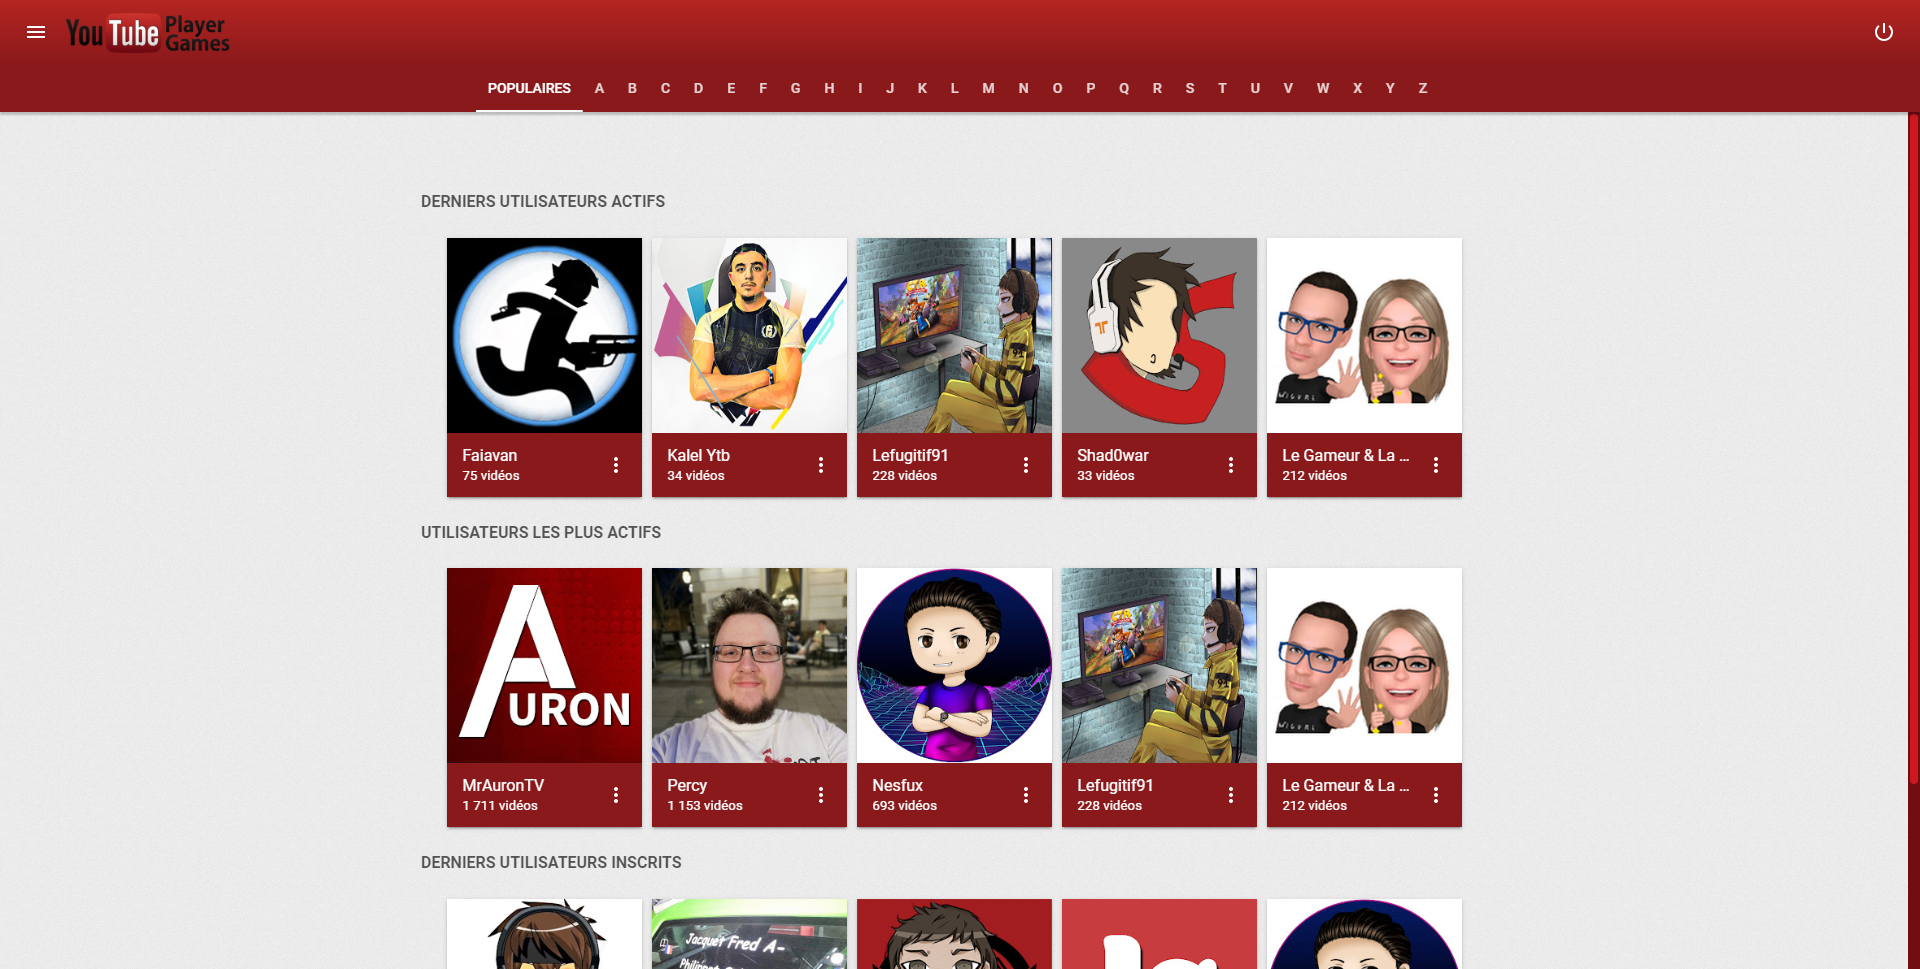 YouTube Player Games
POPULAIRES A B C D E F G H I J K L M N O P Q R S T U V W X Y Z
DERNIERS UTILISATEURS ACTIFS
Faiavan
75 vidéos
Kalel Ytb
34 vidéos
Lefugitif91
228 vidéos
Shad0war
33 vidéos
Le Gameur & La ...
212 vidéos
UTILISATEURS LES PLUS ACTIFS
AURON
MrAuronTV
1 711 vidéos
Percy
1 153 vidéos
Nesfux
693 vidéos
Lefugitif91
228 vidéos
Le Gameur & La ...
212 vidéos
DERNIERS UTILISATEURS INSCRITS
Jacquet Fred A-